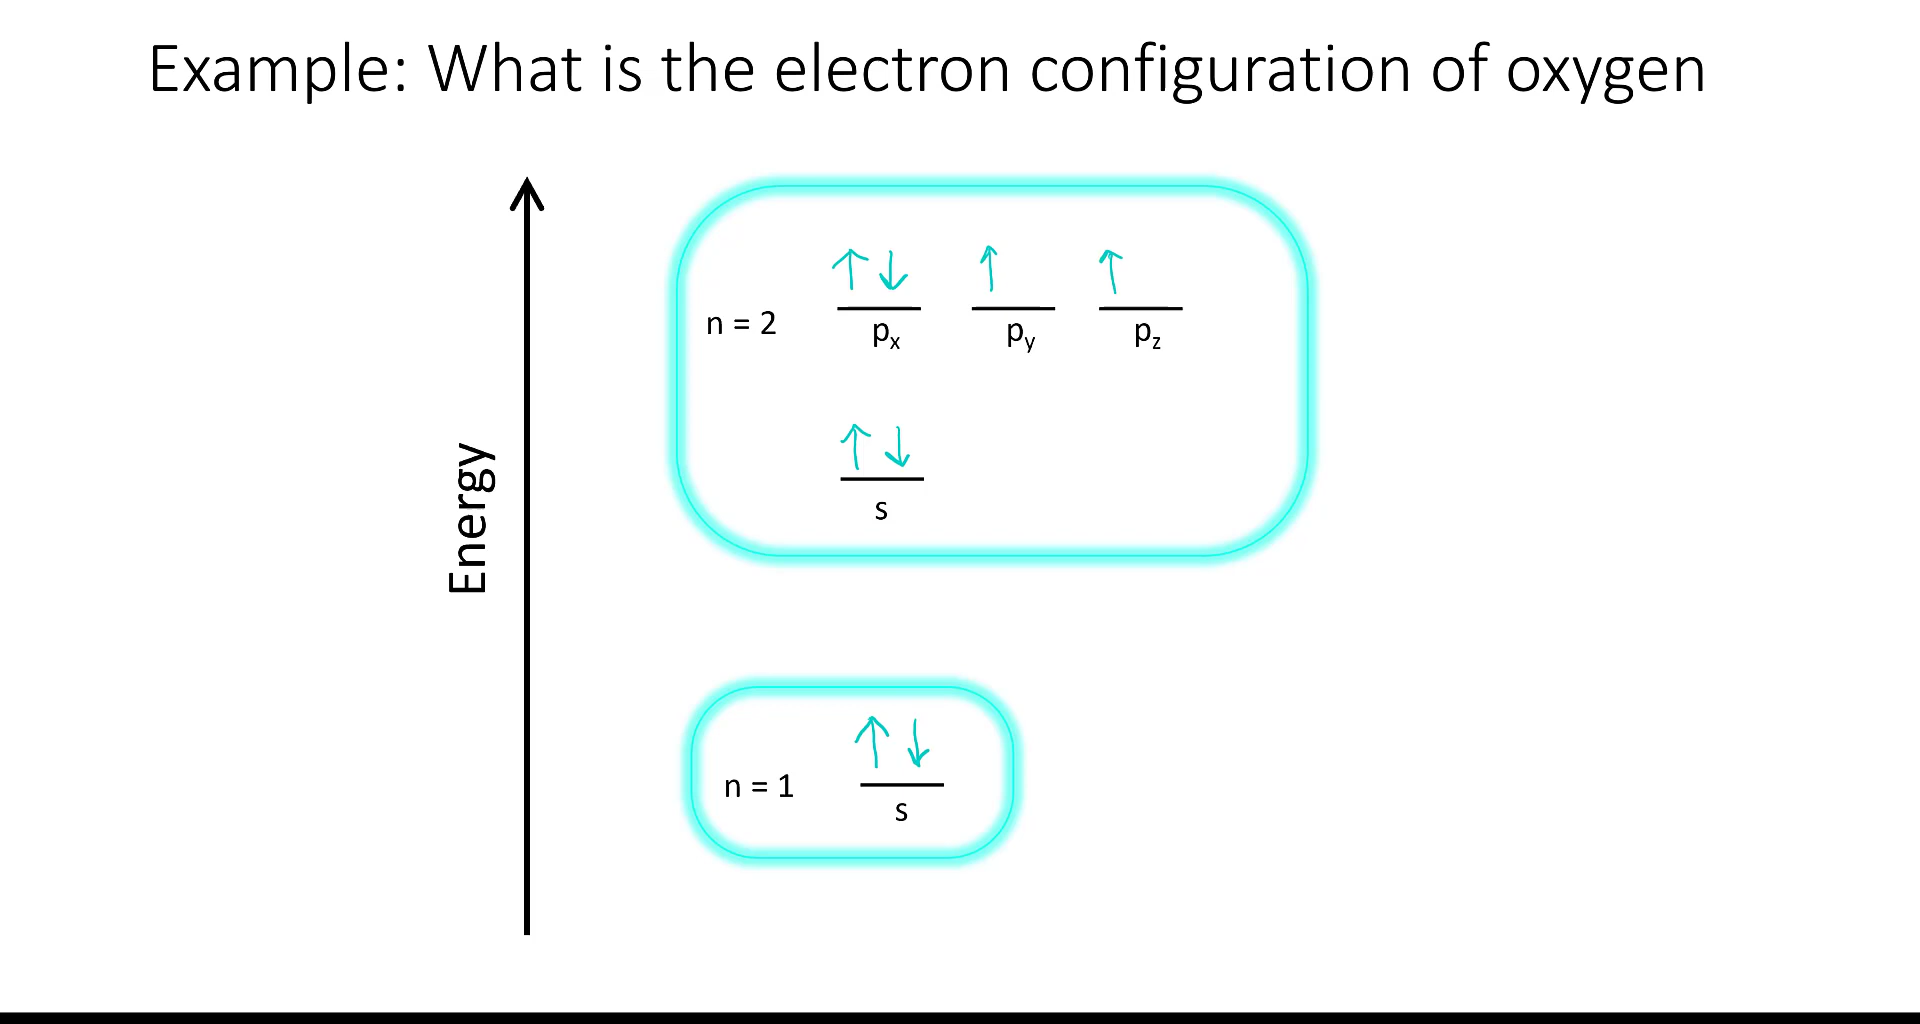 Example: What is the electron configuration of oxygen
Energy
↑↓ ↑ ↑
n = 2
pₓ p_y p_z
↑↓
s
↑↓
n = 1
s